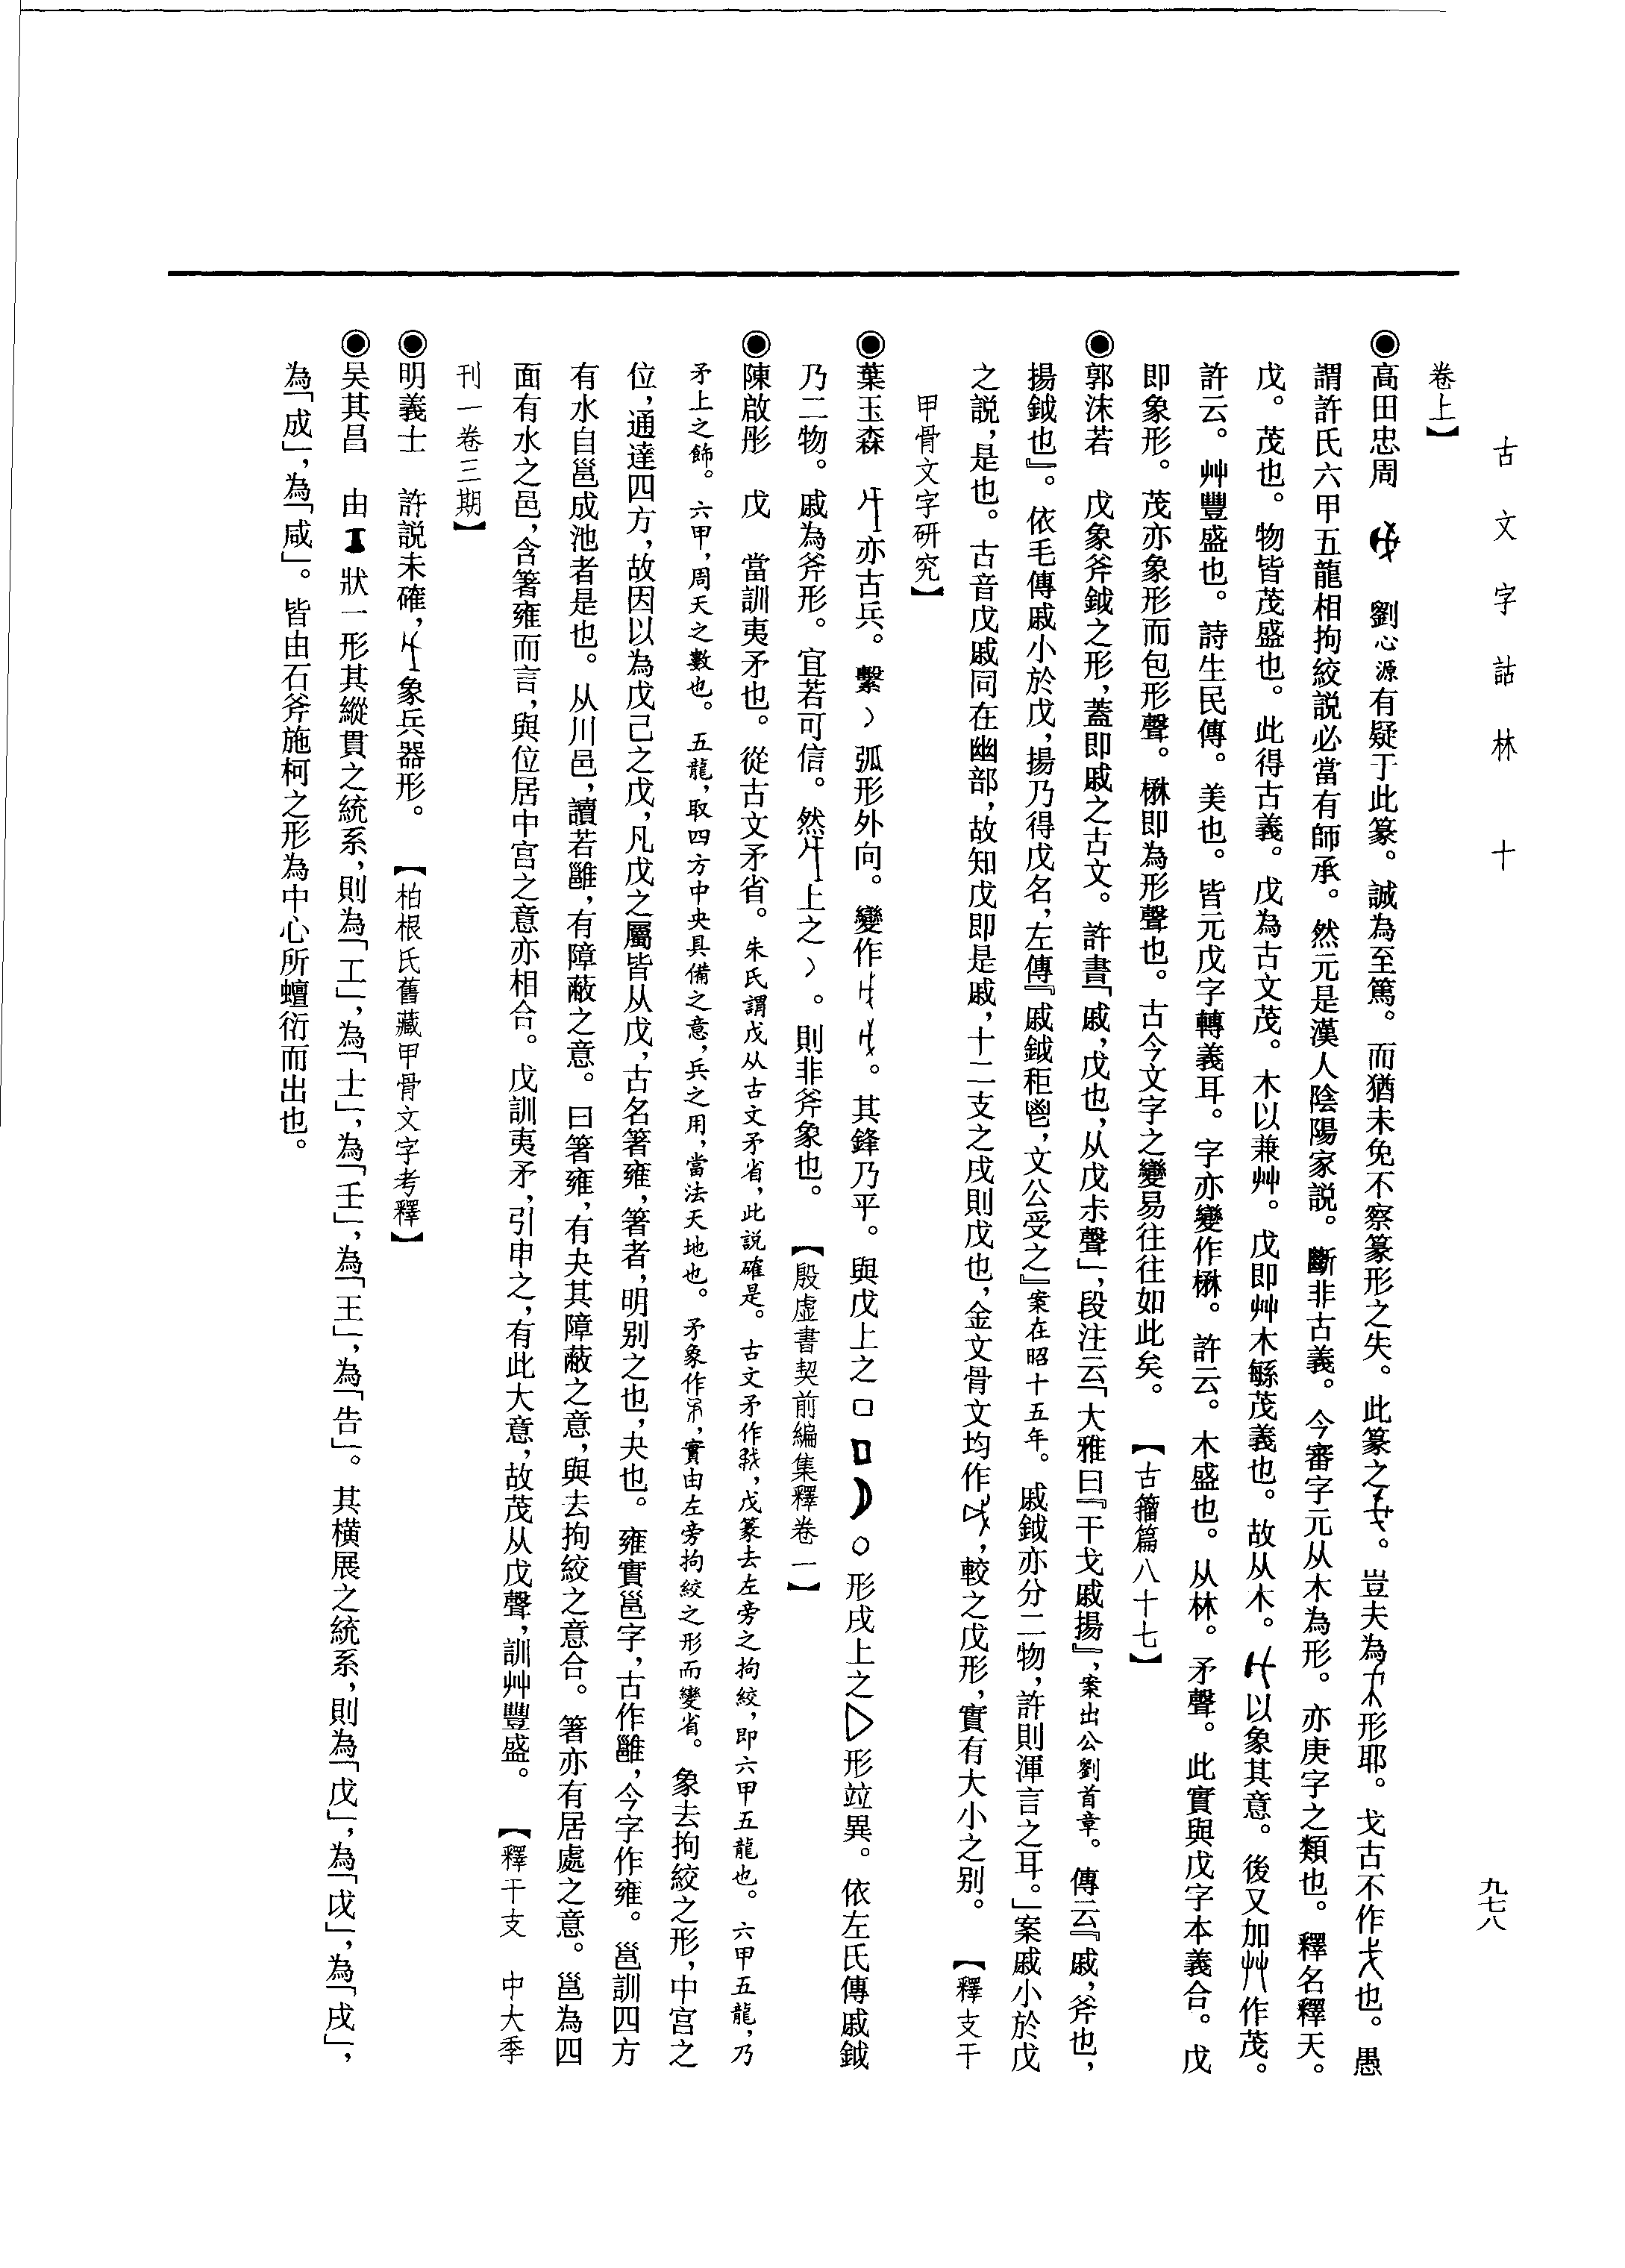 古文字詁林 十
九七八
卷上】
◉高田忠周 劉心源有疑于此篆。誠為至篤。而猶未免不察篆形之失。此篆之。豈夫為形耶。戈古不作也。愚
謂許氏六甲五龍相拘絞説必當有師承。然元是漢人陰陽家説。斷非古義。今審字元从木為形。亦庚字之類也。釋名釋天。
戊。茂也。物皆茂盛也。此得古義。戊為古文茂。木以兼艸。戊即艸木緐茂義也。故从木。以象其意。後又加艸作茂。
許云。艸豐盛也。詩生民傳。美也。皆元戊字轉義耳。字亦變作楙。許云。木盛也。从林。矛聲。此實與戊字本義合。戊
即象形。茂亦象形而包形聲。楙即為形聲也。古今文字之變易往往如此矣。 【古籀篇八十七】
◉郭沫若 戊象斧鉞之形，蓋即戚之古文。許書「戚，戊也，从戊尗聲」，段注云「大雅曰『干戈戚揚』，案出公劉首章。傳云『戚，斧也，
揚鉞也』。依毛傳戚小於戊，揚乃得戊名，左傳『戚鉞秬鬯，文公受之』案在昭十五年。戚鉞亦分二物，許則渾言之耳。」案戚小於戊
之説，是也。古音戊戚同在幽部，故知戊即是戚，十二支之戌則戊也，金文骨文均作，較之戊形，實有大小之別。 【釋支干
甲骨文字研究】
◉葉玉森 亦古兵。繫弧形外向。變作。其鋒乃平。與戊上之形戌上之形竝異。依左氏傳戚鉞
乃二物。戚為斧形。宜若可信。然上之。則非斧象也。 【殷虛書契前編集釋卷一】
◉陳啟彤 戊 當訓夷矛也。從古文矛省。朱氏謂戊从古文矛省，此説確是。古文矛作，戊篆去左旁之拘絞，即六甲五龍也。六甲五龍，乃
矛上之飾。六甲，周天之數也。五龍，取四方中央具備之意，兵之用，當法天地也。矛象作，實由左旁拘絞之形而變省。象去拘絞之形，中宮之
位，通達四方，故因以為戊己之戊，凡戊之屬皆从戊，古名箸雍，箸者，明別之也，夬也。雍實邕字，古作雝，今字作雍。邕訓四方
有水自邕成池者是也。从川邑，讀若雝，有障蔽之意。曰箸雍，有夬其障蔽之意，與去拘絞之意合。箸亦有居處之意。邕為四
面有水之邑，含箸雍而言，與位居中宮之意亦相合。戊訓夷矛，引申之，有此大意，故茂从戊聲，訓艸豐盛。 【釋干支 中大季
刊一卷三期】
◉明義士 許説未確，象兵器形。 【柏根氏舊藏甲骨文字考釋】
◉吴其昌 由狀一形其縱貫之統系，則為「工」，為「士」，為「壬」，為「王」，為「吿」。其橫展之統系，則為「戊」，為「戉」，為「戌」，
為「成」，為「咸」。皆由石斧施柯之形為中心所蟺衍而出也。